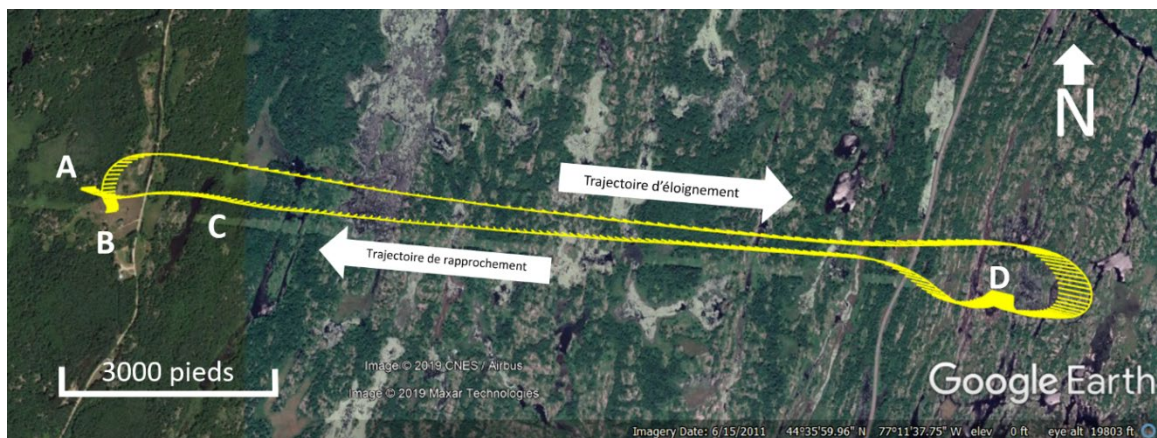 N
A
B
C
D
Trajectoire d'éloignement
Trajectoire de rapprochement
3000 pieds
Image © 2019 CNES / Airbus
Image © 2019 Maxar Technologies
Google Earth
Imagery Date: 6/15/2011 44°35'59.96" N 77°11'37.75" W elev 0 ft eye alt 19803 ft